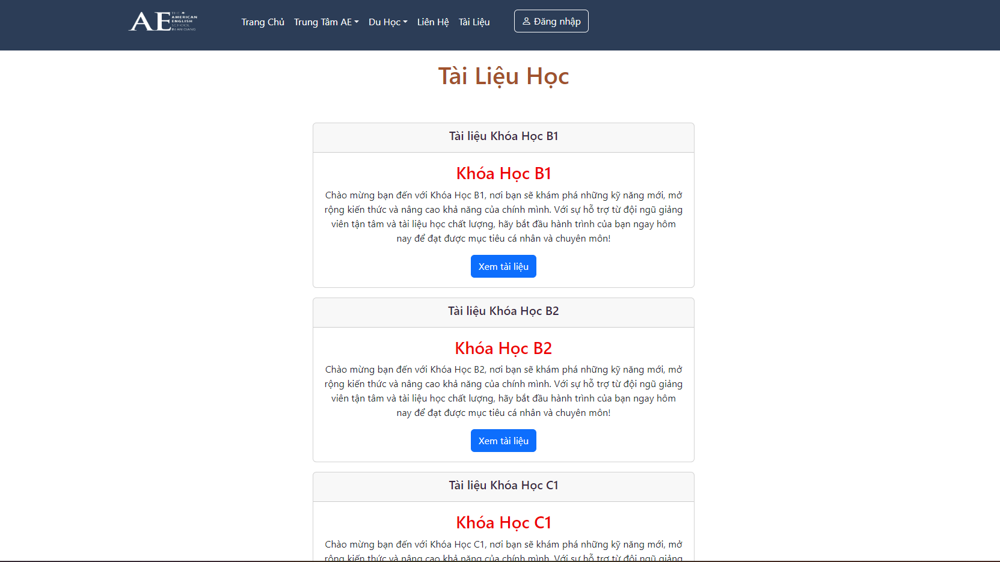 AE
THE
AMERICAN
ENGLISH
SCHOOL
IN AN GIANG
Trang Chủ
Trung Tâm AE
Du Học
Liên Hệ
Tài Liệu
Đăng nhập
Tài Liệu Học
Tài liệu Khóa Học B1
Khóa Học B1
Chào mừng bạn đến với Khóa Học B1, nơi bạn sẽ khám phá những kỹ năng mới, mở
rộng kiến thức và nâng cao khả năng của chính mình. Với sự hỗ trợ từ đội ngũ giảng
viên tận tâm và tài liệu học chất lượng, hãy bắt đầu hành trình của bạn ngay hôm
nay để đạt được mục tiêu cá nhân và chuyên môn!
Xem tài liệu
Tài liệu Khóa Học B2
Khóa Học B2
Chào mừng bạn đến với Khóa Học B2, nơi bạn sẽ khám phá những kỹ năng mới, mở
rộng kiến thức và nâng cao khả năng của chính mình. Với sự hỗ trợ từ đội ngũ giảng
viên tận tâm và tài liệu học chất lượng, hãy bắt đầu hành trình của bạn ngay hôm
nay để đạt được mục tiêu cá nhân và chuyên môn!
Xem tài liệu
Tài liệu Khóa Học C1
Khóa Học C1
Chào mừng bạn đến với Khóa Học C1, nơi bạn sẽ khám phá những kỹ năng mới, mở
rộng kiến thức và nâng cao khả năng của chính mình. Với sự hỗ trợ từ đội ngũ giảng